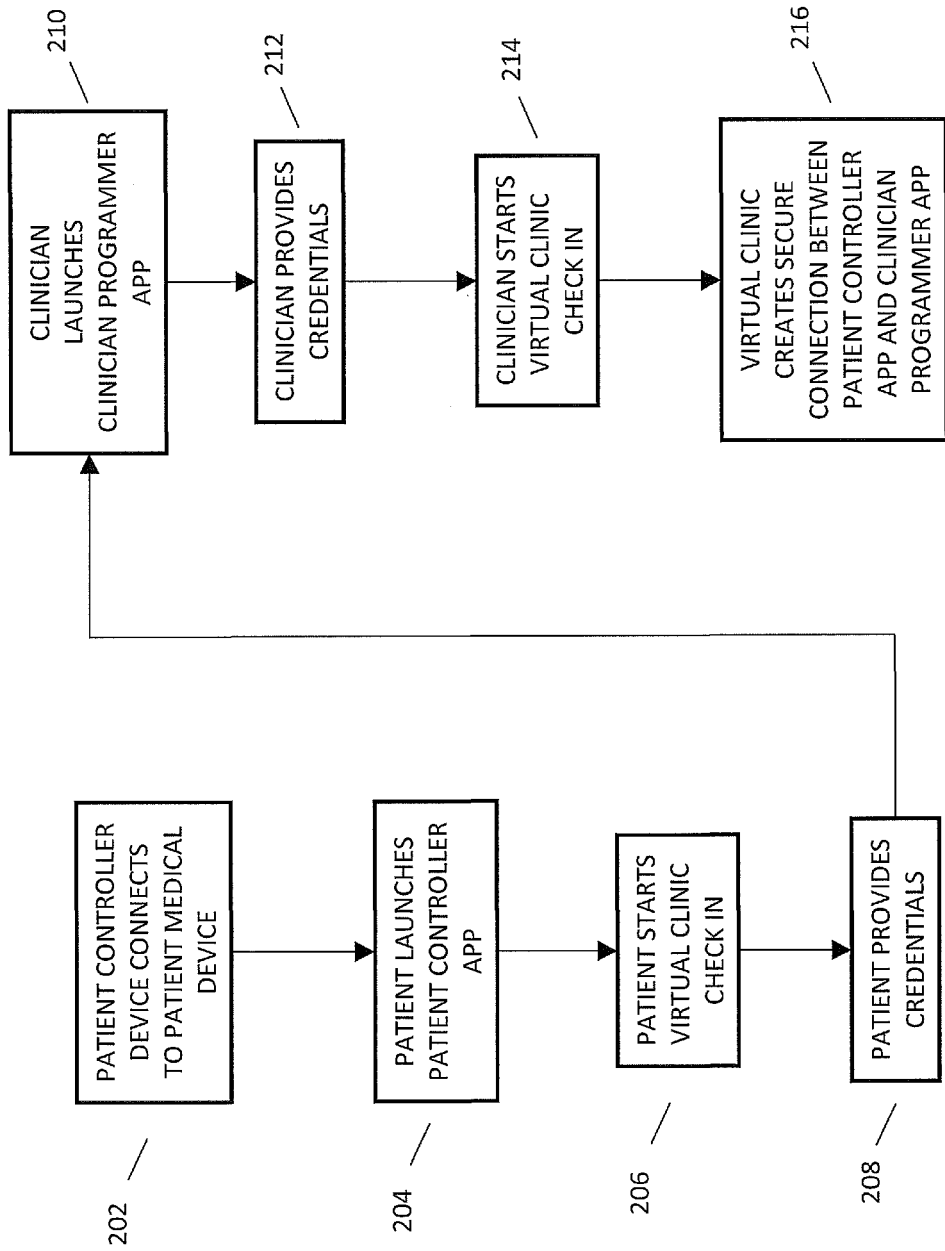 PATIENT CONTROLLER
DEVICE CONNECTS
TO PATIENT MEDICAL
DEVICE
202
PATIENT LAUNCHES
PATIENT CONTROLLER
APP
204
PATIENT STARTS
VIRTUAL CLINIC
CHECK IN
206
PATIENT PROVIDES
CREDENTIALS
208
CLINICIAN
LAUNCHES
CLINICIAN PROGRAMMER
APP
210
CLINICIAN PROVIDES
CREDENTIALS
212
CLINICIAN STARTS
VIRTUAL CLINIC
CHECK IN
214
VIRTUAL CLINIC
CREATES SECURE
CONNECTION BETWEEN
PATIENT CONTROLLER
APP AND CLINICIAN
PROGRAMMER APP
216